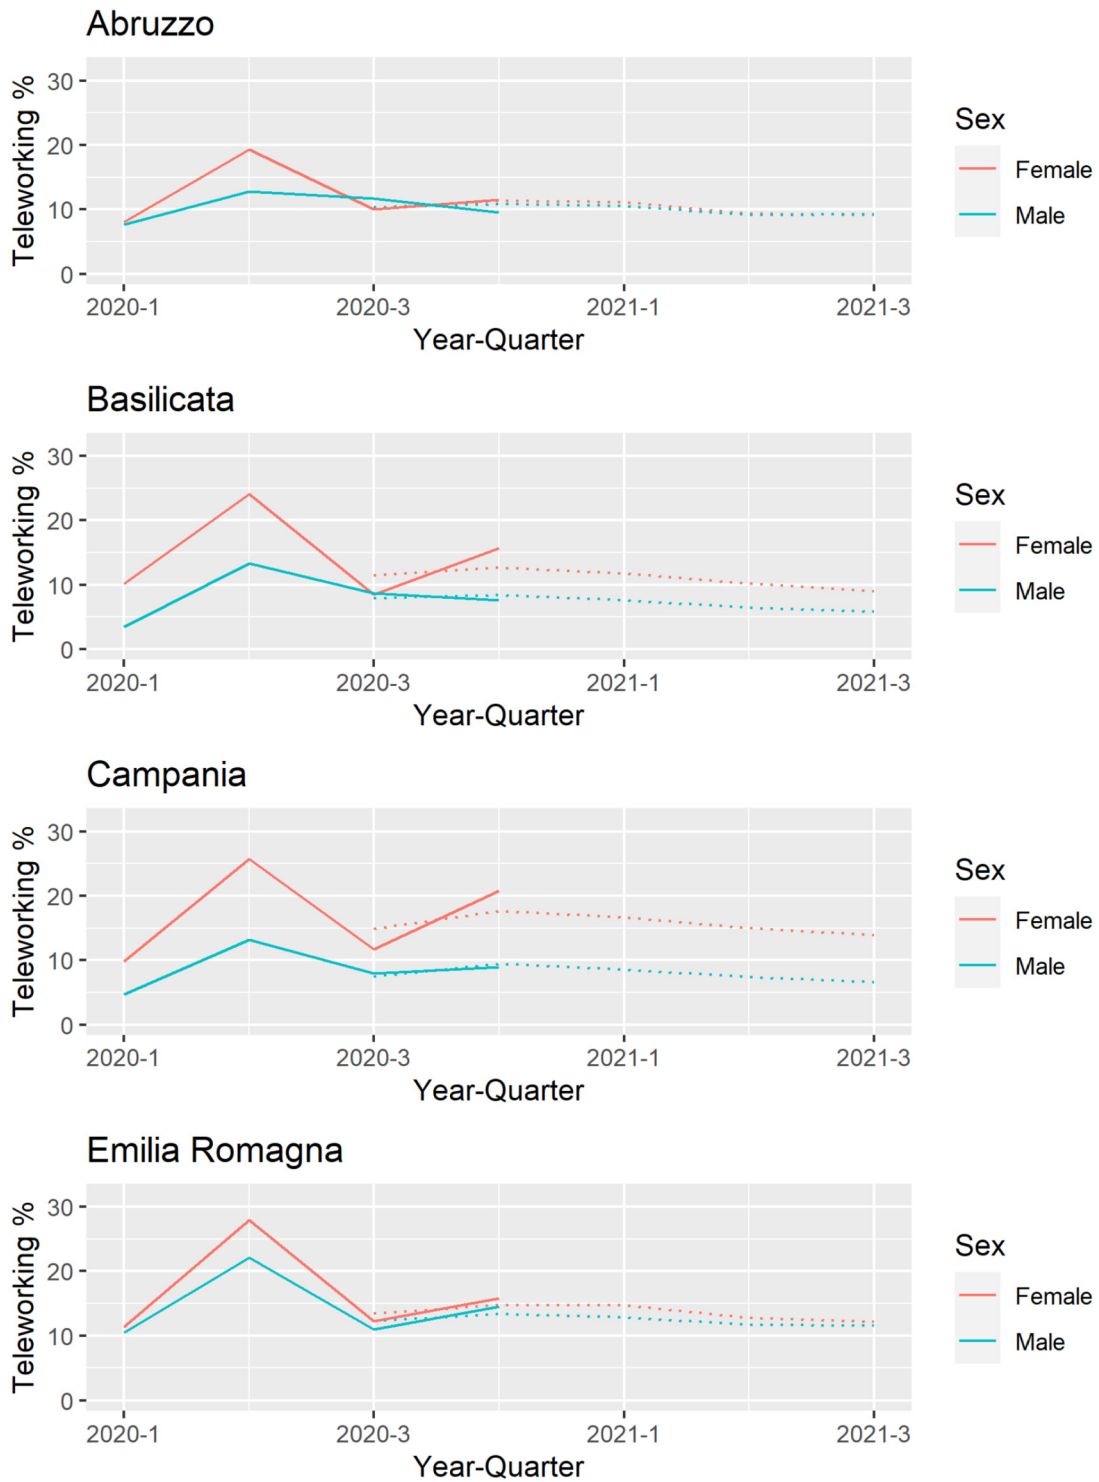 Abruzzo
Teleworking %
30
20
10
0
2020-1 2020-3 2021-1 2021-3
Year-Quarter
Sex
Female
Male
Basilicata
Teleworking %
30
20
10
0
2020-1 2020-3 2021-1 2021-3
Year-Quarter
Sex
Female
Male
Campania
Teleworking %
30
20
10
0
2020-1 2020-3 2021-1 2021-3
Year-Quarter
Sex
Female
Male
Emilia Romagna
Teleworking %
30
20
10
0
2020-1 2020-3 2021-1 2021-3
Year-Quarter
Sex
Female
Male